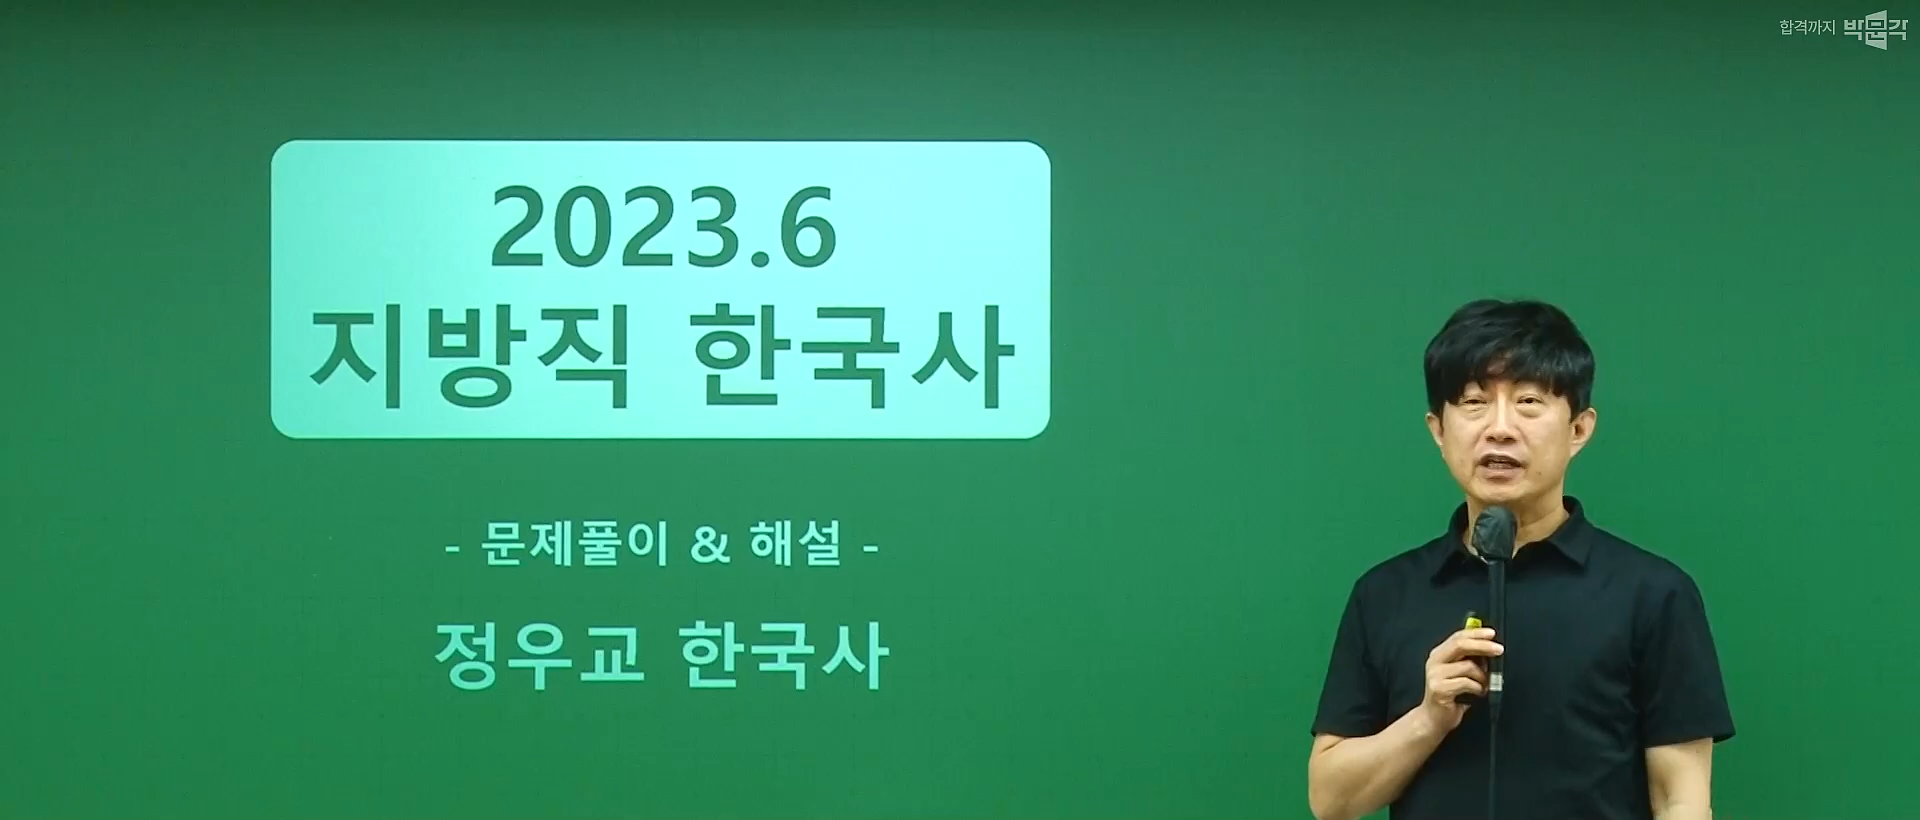 합격까지 박문각
2023.6
지방직 한국사
- 문제풀이 & 해설 -
정우교 한국사